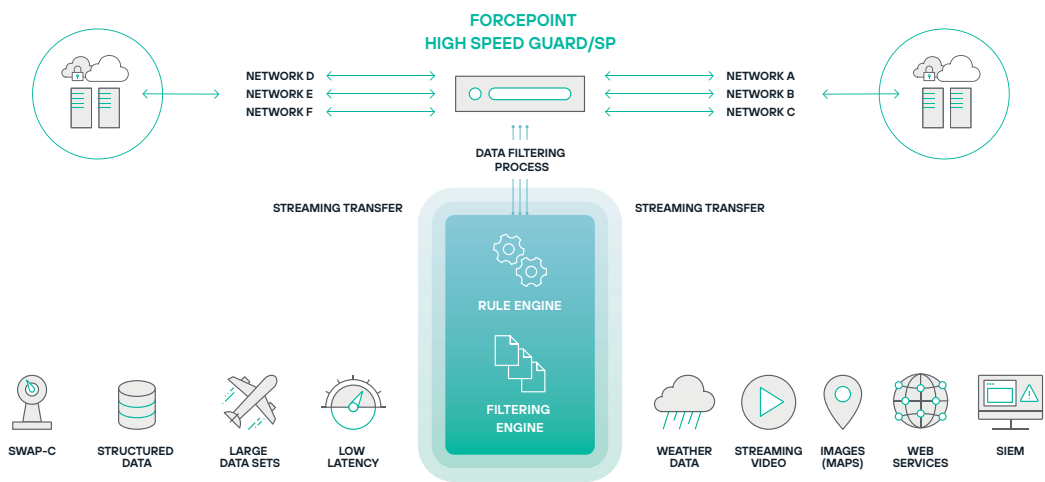 FORCEPOINT
HIGH SPEED GUARD/SP
NETWORK D
NETWORK E
NETWORK F
NETWORK A
NETWORK B
NETWORK C
DATA FILTERING
PROCESS
STREAMING TRANSFER
STREAMING TRANSFER
RULE ENGINE
FILTERING
ENGINE
SWAP-C
STRUCTURED
DATA
LARGE
DATA SETS
LOW
LATENCY
WEATHER
DATA
STREAMING
VIDEO
IMAGES
(MAPS)
WEB
SERVICES
SIEM